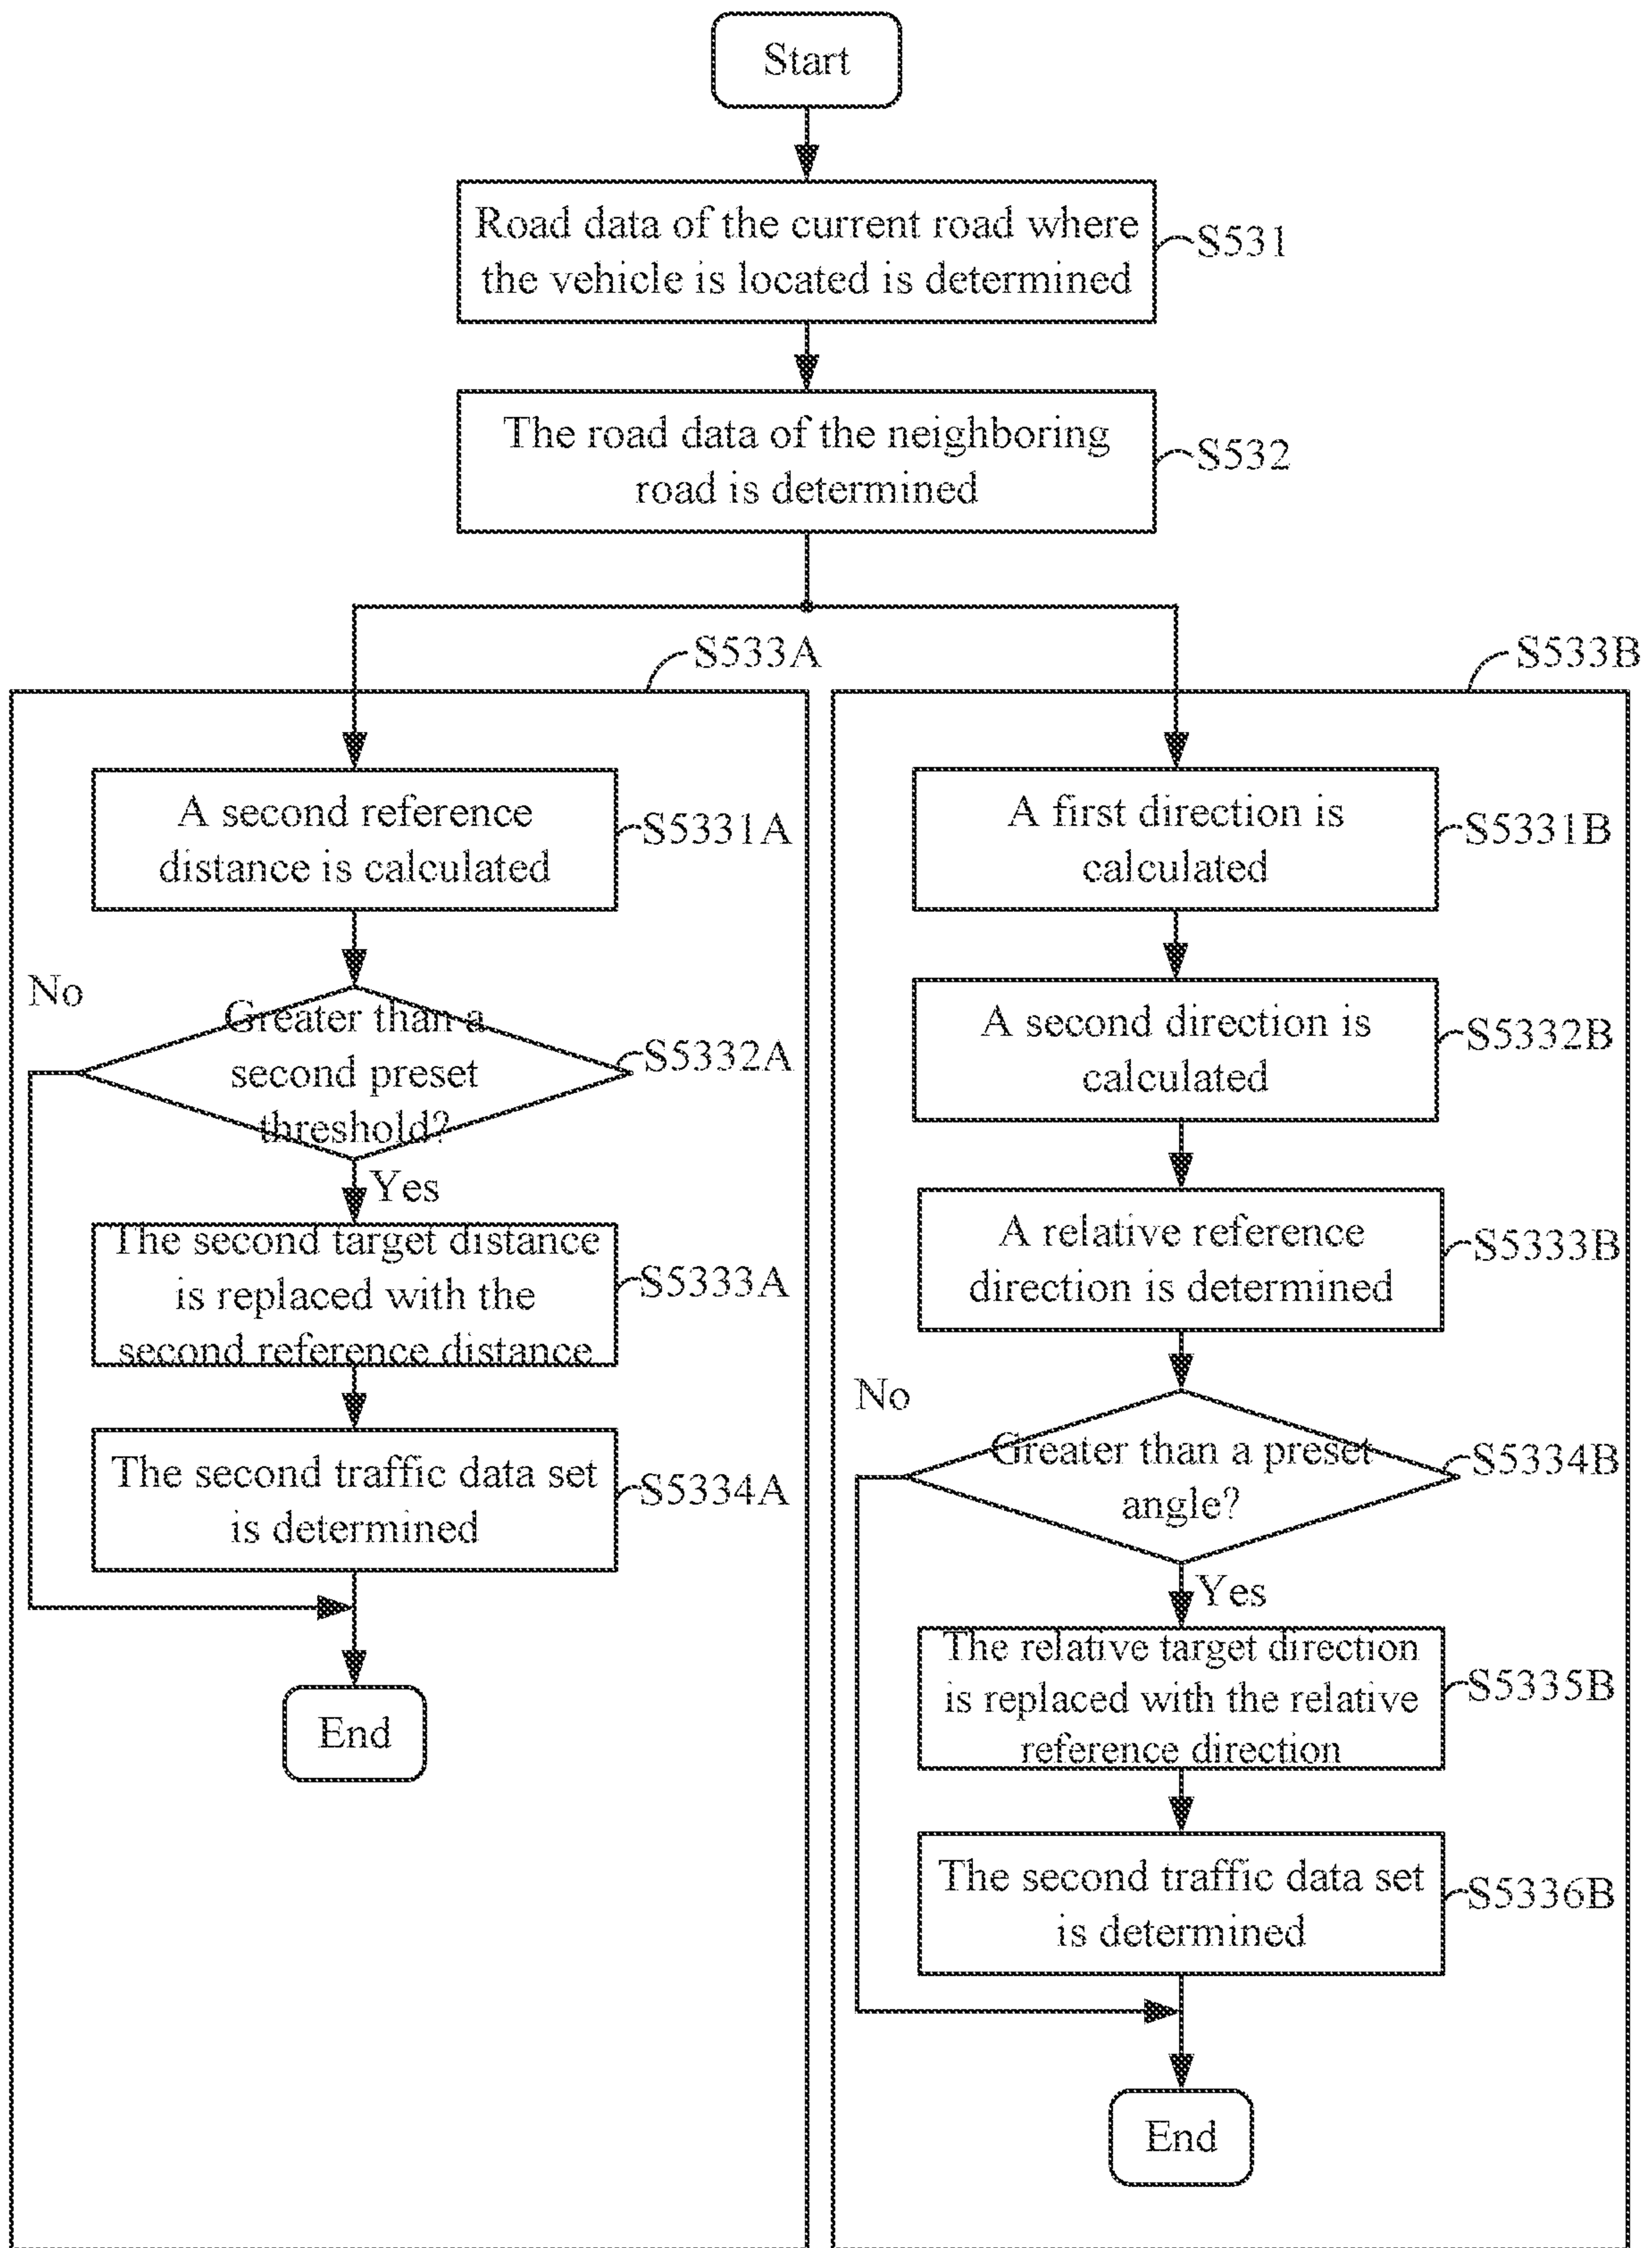 Start
Road data of the current road where
the vehicle is located is determined
S531
The road data of the neighboring
road is determined
S532
S533A
A second reference
distance is calculated
S5331A
No
Greater than a
second preset
threshold?
S5332A
Yes
The second target distance
is replaced with the
second reference distance
S5333A
The second traffic data set
is determined
S5334A
End
S533B
A first direction is
calculated
S5331B
A second direction is
calculated
S5332B
A relative reference
direction is determined
S5333B
No
Greater than a preset
angle?
S5334B
Yes
The relative target direction
is replaced with the relative
reference direction
S5335B
The second traffic data set
is determined
S5336B
End